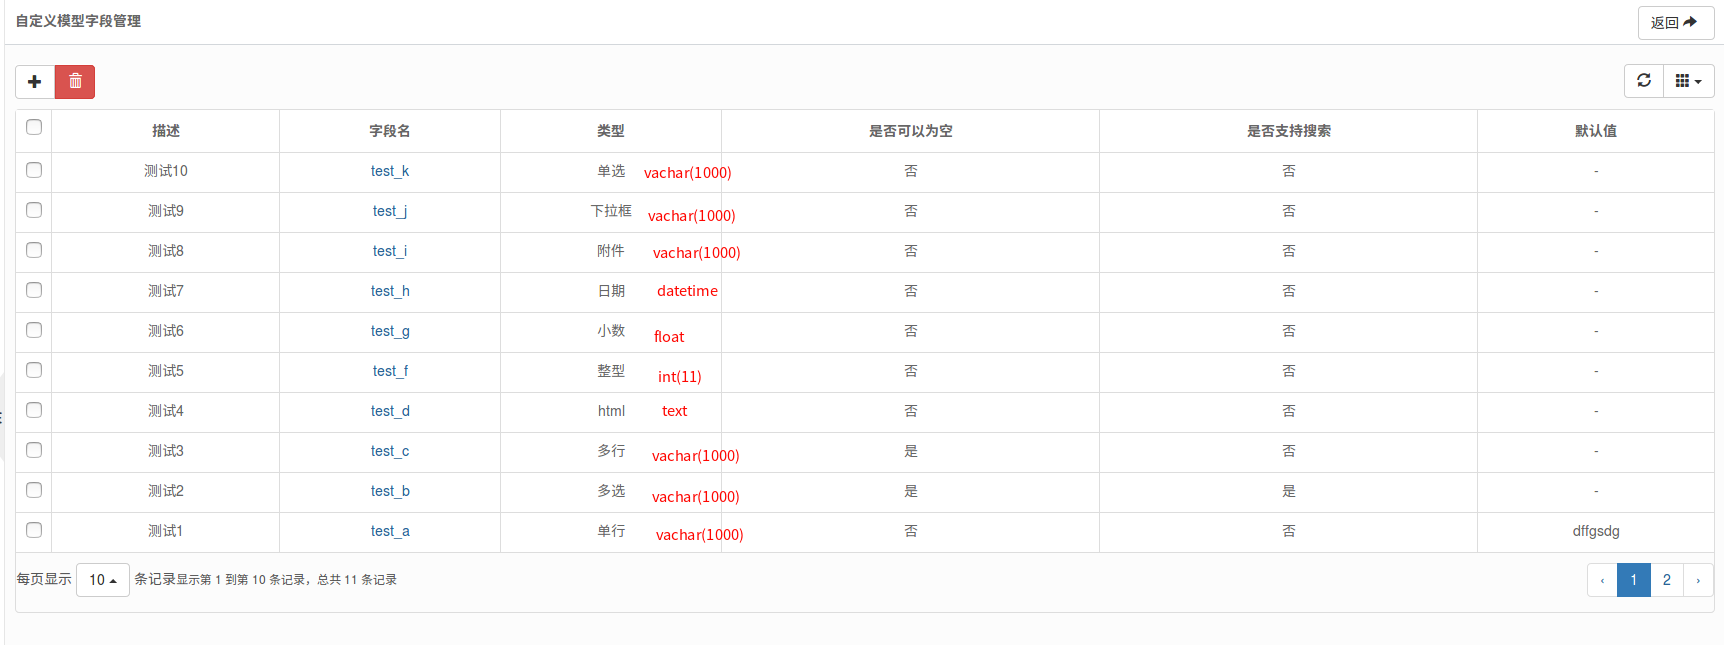 自定义模型字段管理 返回
描述 字段名 类型 是否可以为空 是否支持搜索 默认值
测试10 test_k 单选 vachar(1000) 否 否 -
测试9 test_j 下拉框 vachar(1000) 否 否 -
测试8 test_i 附件 vachar(1000) 否 否 -
测试7 test_h 日期 datetime 否 否 -
测试6 test_g 小数 float 否 否 -
测试5 test_f 整型 int(11) 否 否 -
测试4 test_d html text 否 否 -
测试3 test_c 多行 vachar(1000) 是 否 -
测试2 test_b 多选 vachar(1000) 是 是 -
测试1 test_a 单行 vachar(1000) 否 否 dffgsdg
每页显示 10 条记录显示第 1 到第 10 条记录，总共 11 条记录 ‹ 1 2 ›